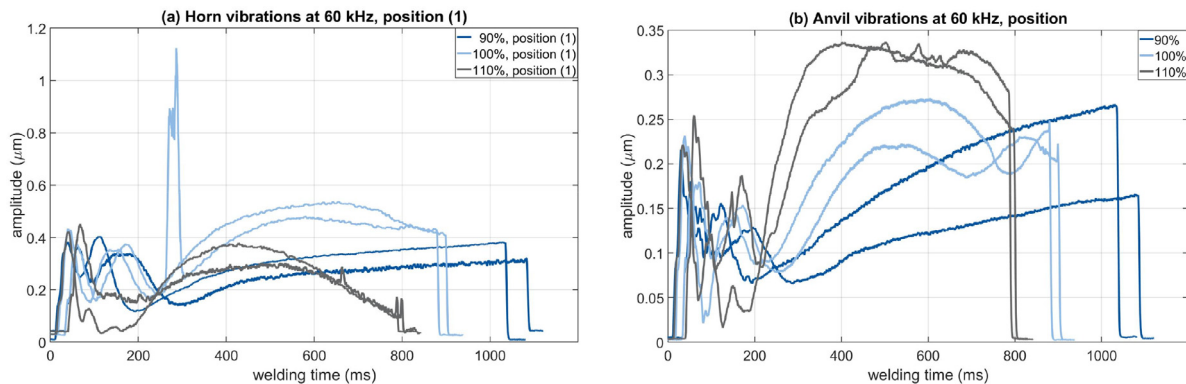 (a) Horn vibrations at 60 kHz, position (1)
1.2
1
0.8
0.6
0.4
0.2
0
amplitude (μm)
90%, position (1)
100%, position (1)
110%, position (1)
0 200 400 600 800 1000
welding time (ms)
(b) Anvil vibrations at 60 kHz, position
0.35
0.3
0.25
0.2
0.15
0.1
0.05
0
amplitude (μm)
90%
100%
110%
0 200 400 600 800 1000
welding time (ms)